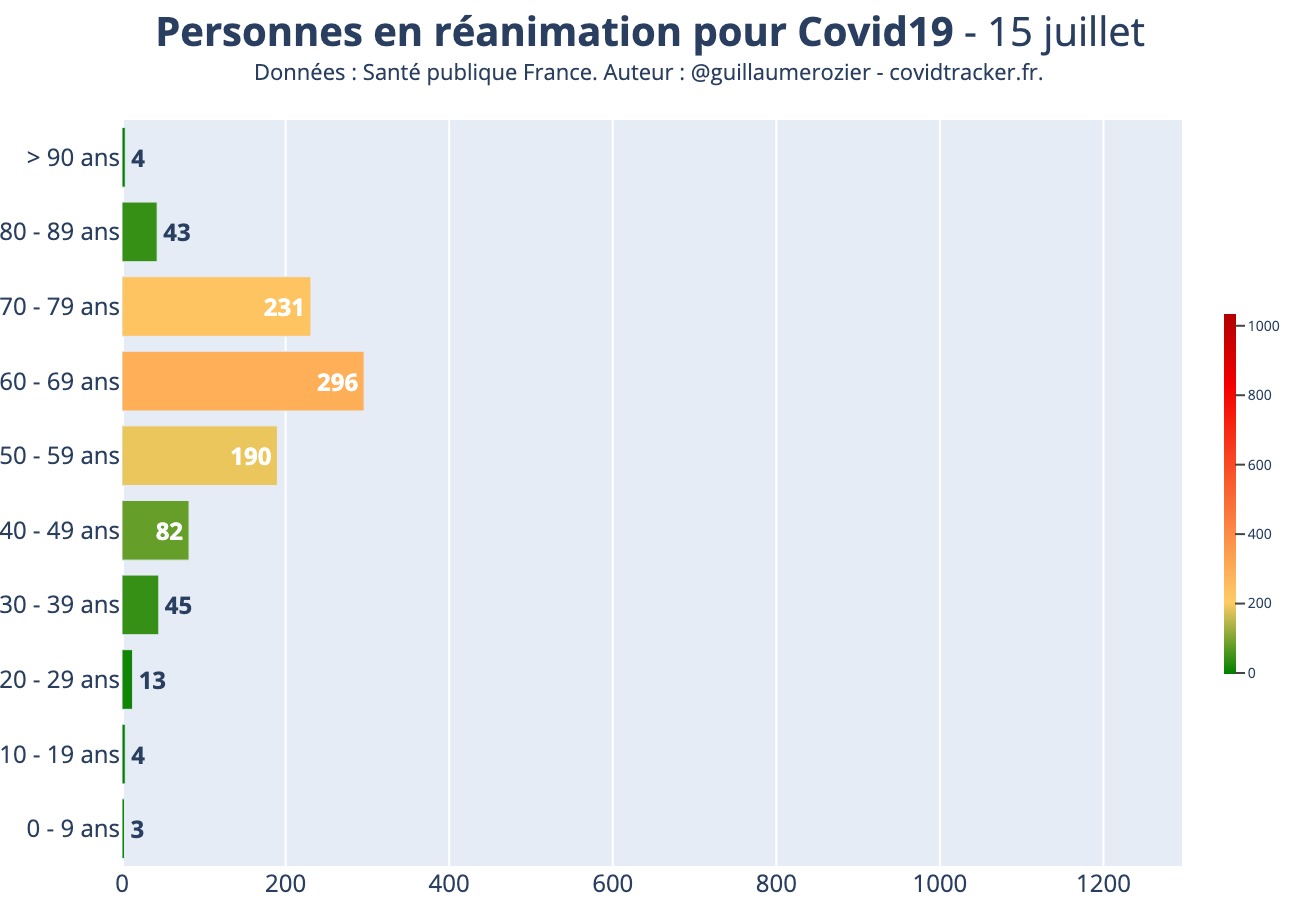 Personnes en réanimation pour Covid19 - 15 juillet
Données : Santé publique France. Auteur : @guillaumerozier - covidtracker.fr.
> 90 ans 4
80 - 89 ans 43
70 - 79 ans 231
60 - 69 ans 296
50 - 59 ans 190
40 - 49 ans 82
30 - 39 ans 45
20 - 29 ans 13
10 - 19 ans 4
0 - 9 ans 3
0 200 400 600 800 1000 1200
1000
800
600
400
200
0